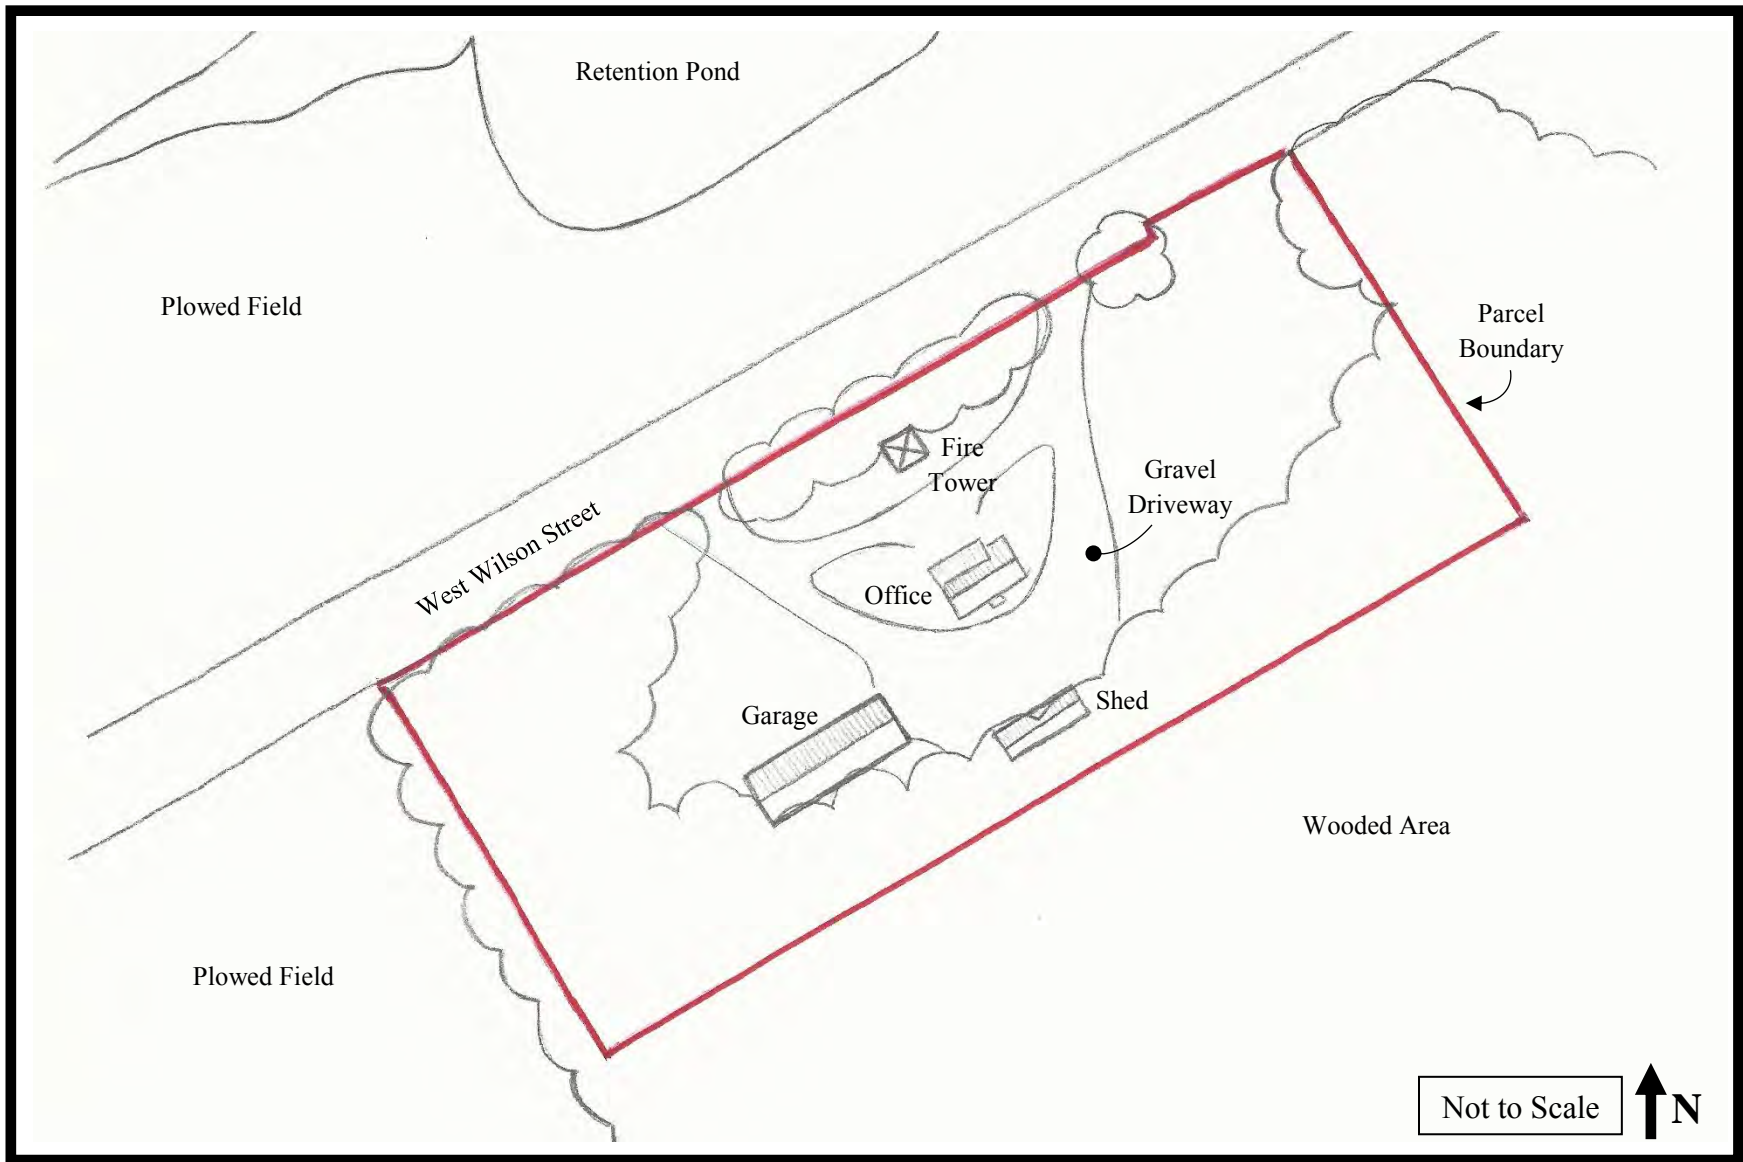 Retention Pond
Plowed Field
Parcel
Boundary
Fire
Tower
Gravel
Driveway
West Wilson Street
Office
Garage
Shed
Wooded Area
Plowed Field
Not to Scale
N